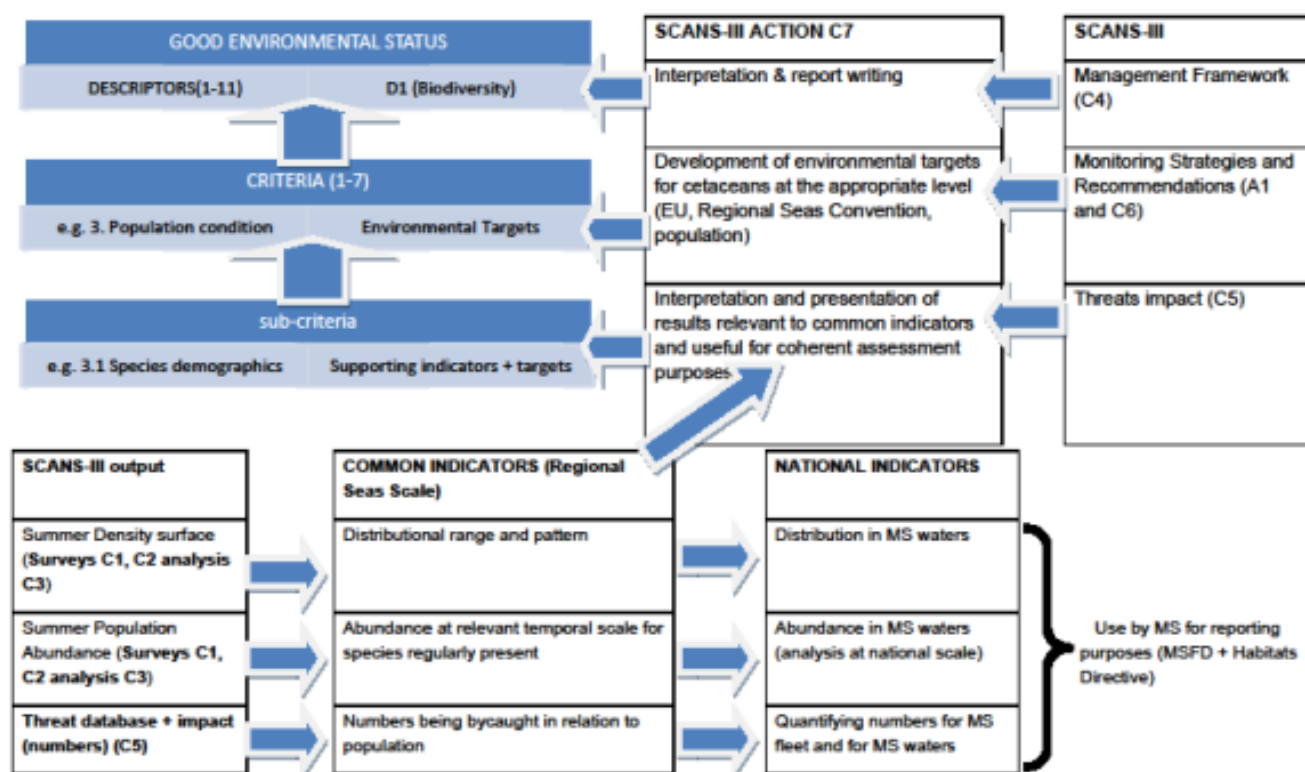 GOOD ENVIRONMENTAL STATUS
DESCRIPTORS(1-11)
D1 (Biodiversity)
CRITERIA (1-7)
e.g. 3. Population condition
Environmental Targets
sub-criteria
e.g. 3.1 Species demographics
Supporting indicators + targets
SCANS-III ACTION C7
Interpretation & report writing
Development of environmental targets
for cetaceans at the appropriate level
(EU, Regional Seas Convention,
population)
Interpretation and presentation of
results relevant to common indicators
and useful for coherent assessment
purposes
SCANS-III
Management Framework
(C4)
Monitoring Strategies and
Recommendations (A1
and C6)
Threats impact (C5)
SCANS-III output
Summer Density surface
(Surveys C1, C2 analysis
C3)
Summer Population
Abundance (Surveys C1,
C2 analysis C3)
Threat database + impact
(numbers) (C5)
COMMON INDICATORS (Regional
Seas Scale)
Distributional range and pattern
Abundance at relevant temporal scale for
species regularly present
Numbers being bycaught in relation to
population
NATIONAL INDICATORS
Distribution in MS waters
Abundance in MS waters
(analysis at national scale)
Quantifying numbers for MS
fleet and for MS waters
Use by MS for reporting
purposes (MSFD + Habitats
Directive)